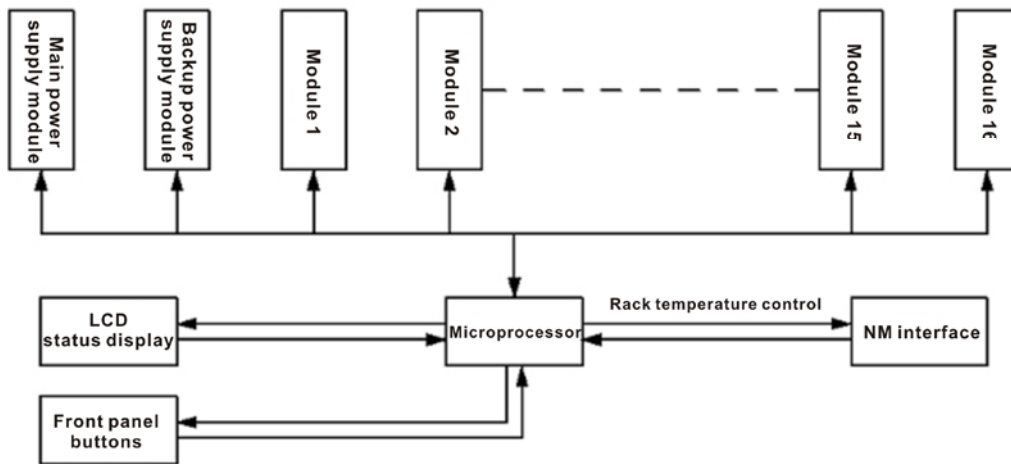 Main power
supply module
Backup power
supply module
Module 1
Module 2
Module 15
Module 16
LCD
status display
Microprocessor
Rack temperature control
NM interface
Front panel
buttons